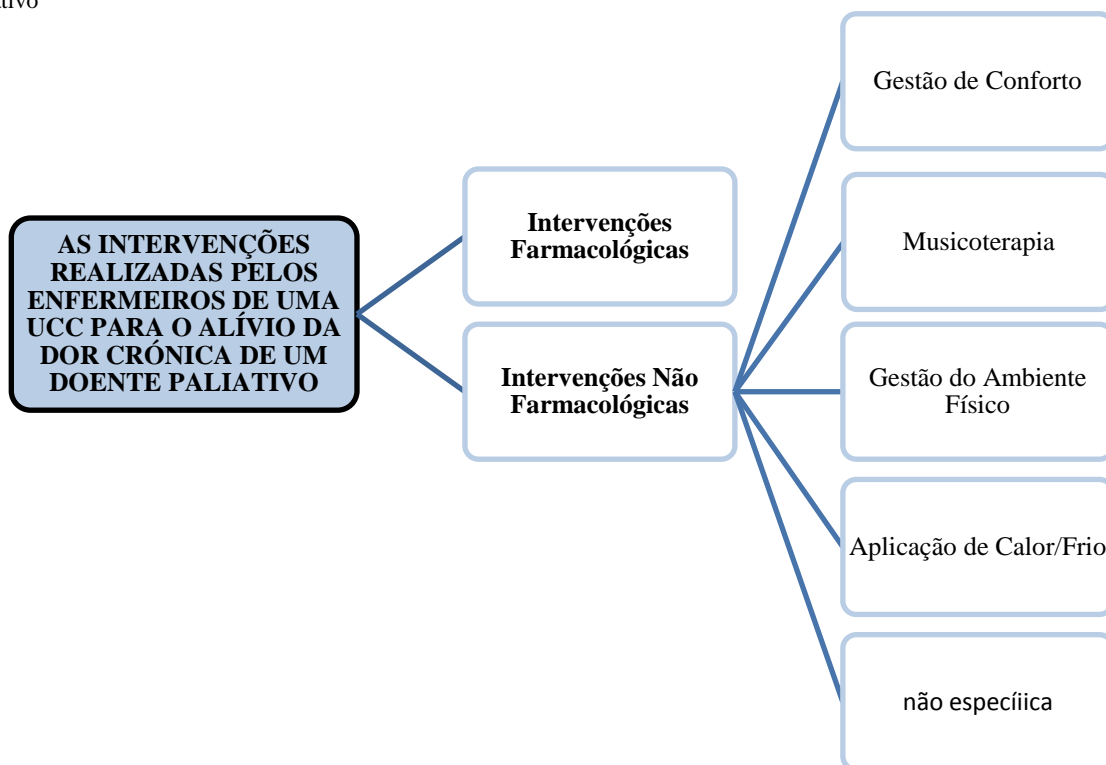 AS INTERVENÇÕES
REALIZADAS PELOS
ENFERMEIROS DE UMA
UCC PARA O ALÍVIO DA
DOR CRÓNICA DE UM
DOENTE PALIATIVO
Intervenções
Farmacológicas
Intervenções Não
Farmacológicas
Gestão de Conforto
Musicoterapia
Gestão do Ambiente
Físico
Aplicação de Calor/Frio
não específiica